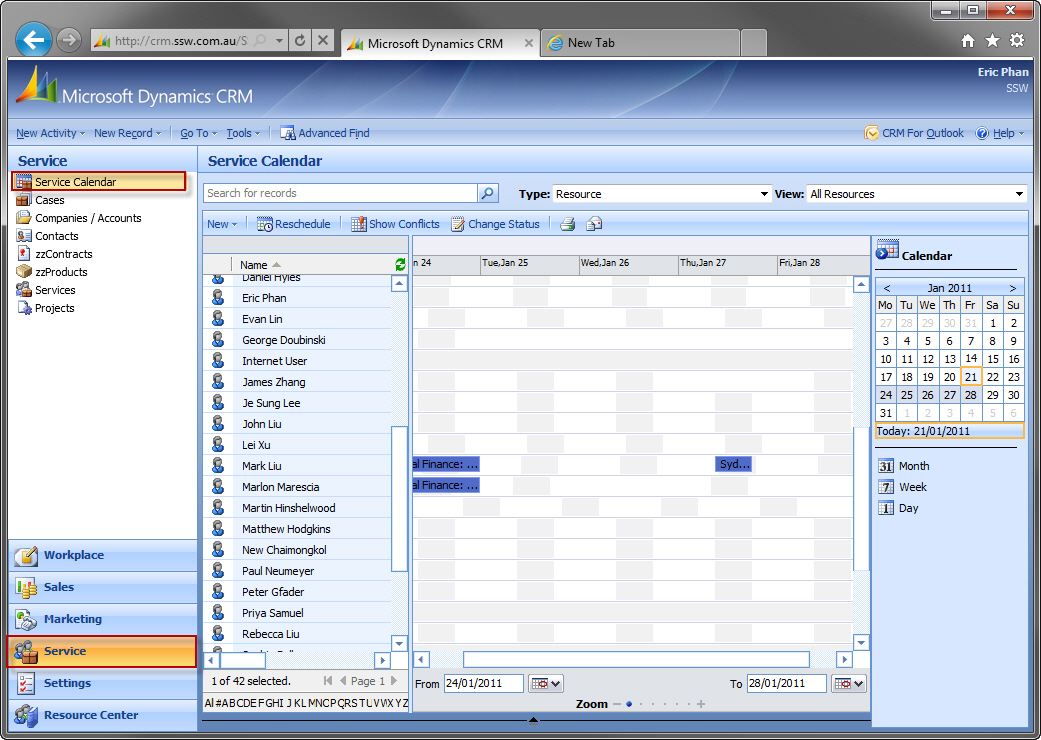 http://crm.ssw.com.au/S
Microsoft Dynamics CRM
New Tab
Microsoft Dynamics CRM
Eric Phan
SSW
New Activity New Record Go To Tools Advanced Find CRM For Outlook Help
Service
Service Calendar
Cases
Companies / Accounts
Contacts
zzContracts
zzProducts
Services
Projects
Workplace
Sales
Marketing
Service
Settings
Resource Center
Service Calendar
Search for records
Type: Resource
View: All Resources
New Reschedule Show Conflicts Change Status
Name
n 24 Tue,Jan 25 Wed,Jan 26 Thu,Jan 27 Fri,Jan 28
Daniel Hyles
Eric Phan
Evan Lin
George Doubinski
Internet User
James Zhang
Je Sung Lee
John Liu
Lei Xu
Mark Liu
al Finance: ... Syd...
Marlon Marescia
al Finance: ...
Martin Hinshelwood
Matthew Hodgkins
New Chaimongkol
Paul Neumeyer
Peter Gfader
Priya Samuel
Rebecca Liu
1 of 42 selected. Page 1
Al # A B C D E F G H I J K L M N C P Q R S T U V W X Y Z
From 24/01/2011
To 28/01/2011
Zoom
Calendar
< Jan 2011 >
Mo Tu We Th Fr Sa Su
27 28 29 30 31 1 2
3 4 5 6 7 8 9
10 11 12 13 14 15 16
17 18 19 20 21 22 23
24 25 26 27 28 29 30
31 1 2 3 4 5 6
Today: 21/01/2011
31 Month
7 Week
1 Day